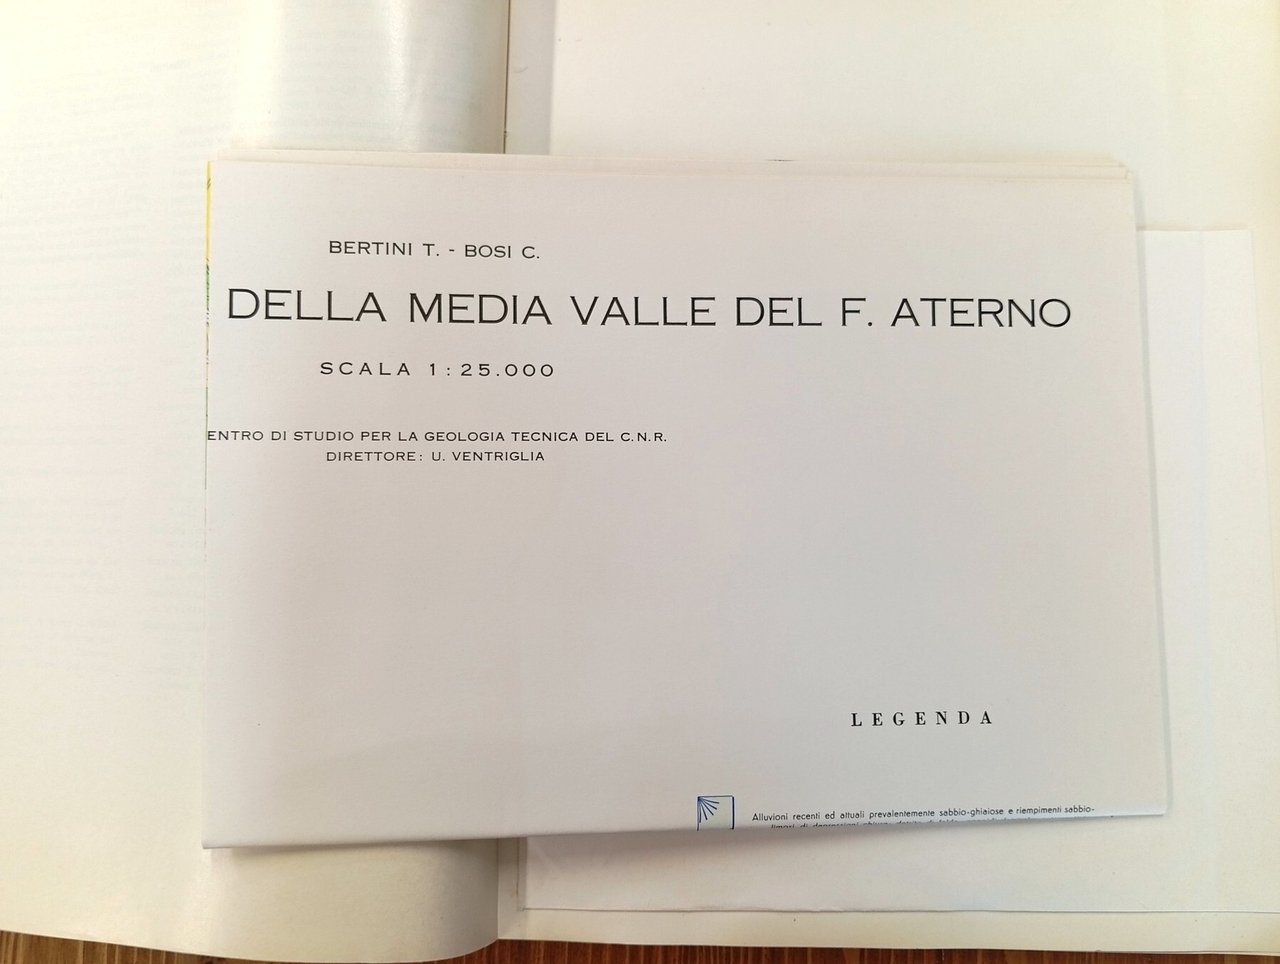 BERTINI T. - BOSI C.
DELLA MEDIA VALLE DEL F. ATERNO
SCALA 1:25.000
ENTRO DI STUDIO PER LA GEOLOGIA TECNICA DEL C.N.R.
DIRETTORE: U. VENTRIGLIA
LEGENDA
Alluvioni recenti ed attuali prevalentemente sabbio-ghiaiose e riempimenti sabbio-